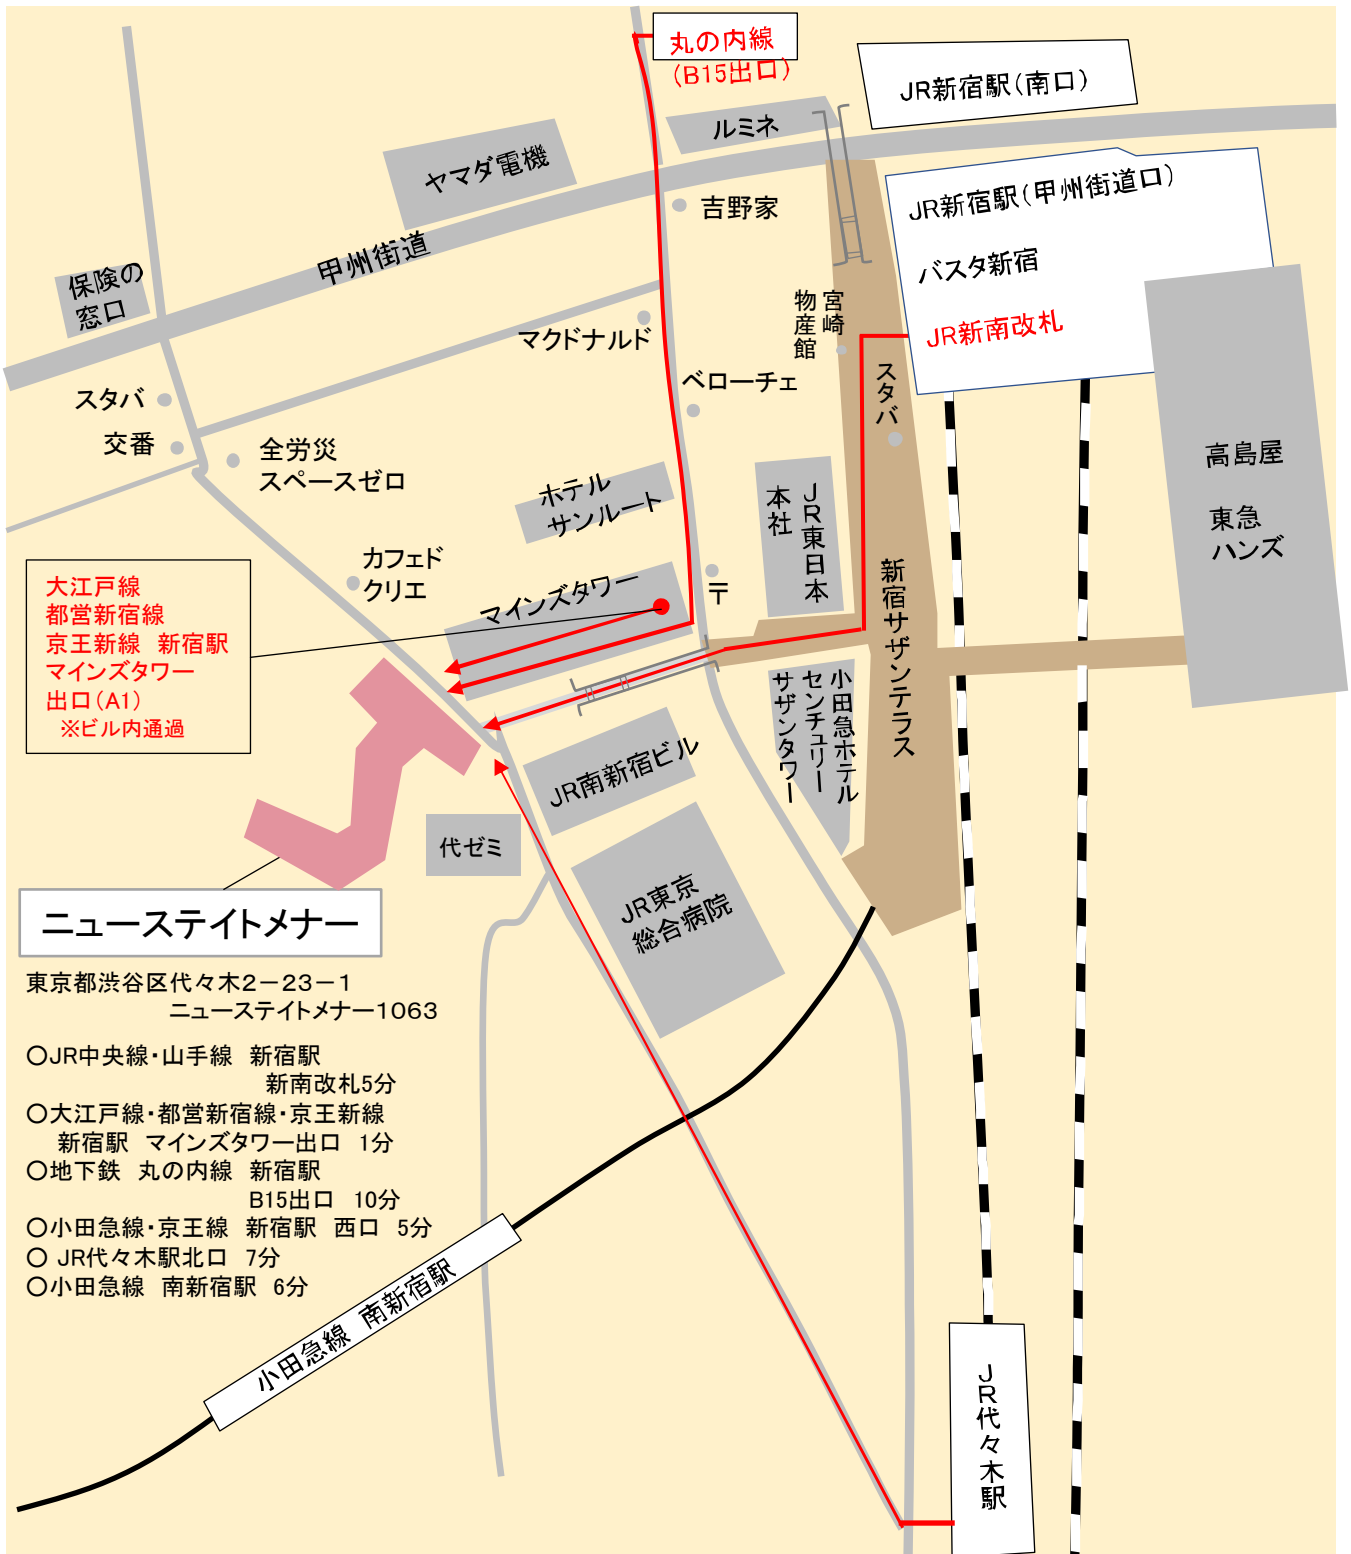 丸の内線
（B15出口）
JR新宿駅（南口）
ルミネ
ヤマダ電機
JR新宿駅（甲州街道口）
バスタ新宿
JR新南改札
吉野家
甲州街道
保険の
窓口
宮崎
物産館
マクドナルド
スタバ
ベローチェ
スタバ
交番
全労災
スペースゼロ
高島屋
東急
ハンズ
ホテル
サンルート
JR東日本
本社
カフェド
クリエ
マインズタワー
〒
新宿サザンテラス
大江戸線
都営新宿線
京王新線 新宿駅
マインズタワー
出口（A1）
※ビル内通過
小田急ホテル
センチュリー
サザンタワー
JR南新宿ビル
代ゼミ
JR東京
総合病院
ニューステイトメナー
東京都渋谷区代々木2－23－1
ニューステイトメナー1063
〇JR中央線・山手線 新宿駅
新南改札5分
〇大江戸線・都営新宿線・京王新線
新宿駅 マインズタワー出口 1分
〇地下鉄 丸の内線 新宿駅
B15出口 10分
〇小田急線・京王線 新宿駅 西口 5分
〇 JR代々木駅北口 7分
〇小田急線 南新宿駅 6分
小田急線 南新宿駅
JR代々木駅